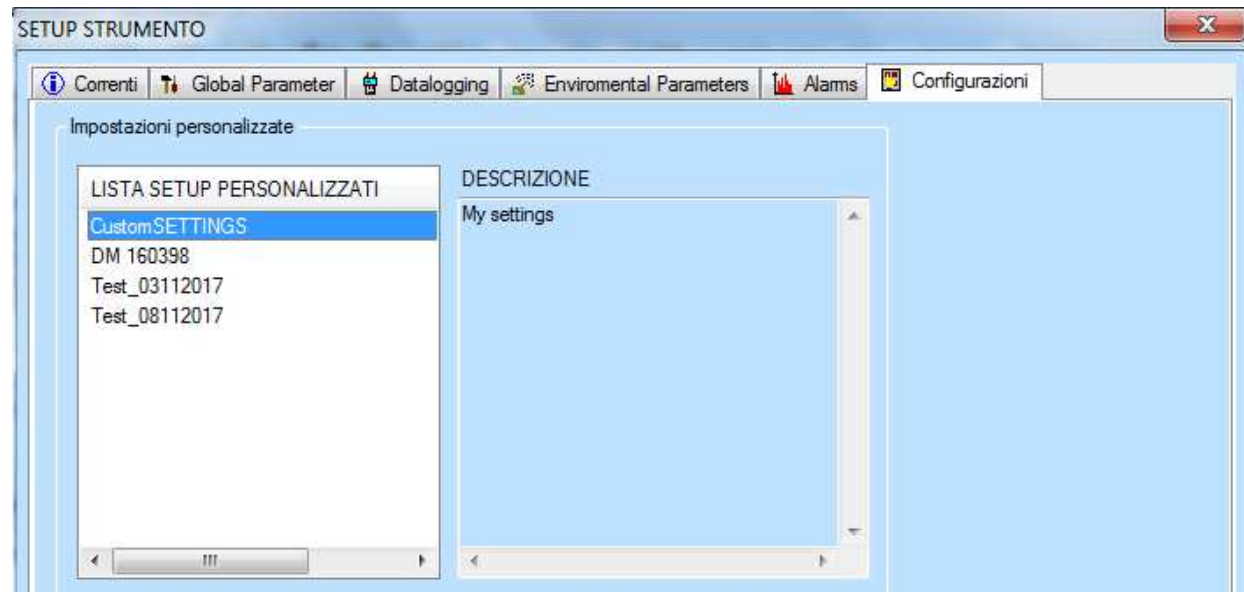 SETUP STRUMENTO
Correnti Global Parameter Datalogging Enviromental Parameters Alarms Configurazioni
Impostazioni personalizzate
LISTA SETUP PERSONALIZZATI
CustomSETTINGS
DM 160398
Test_03112017
Test_08112017
DESCRIZIONE
My settings